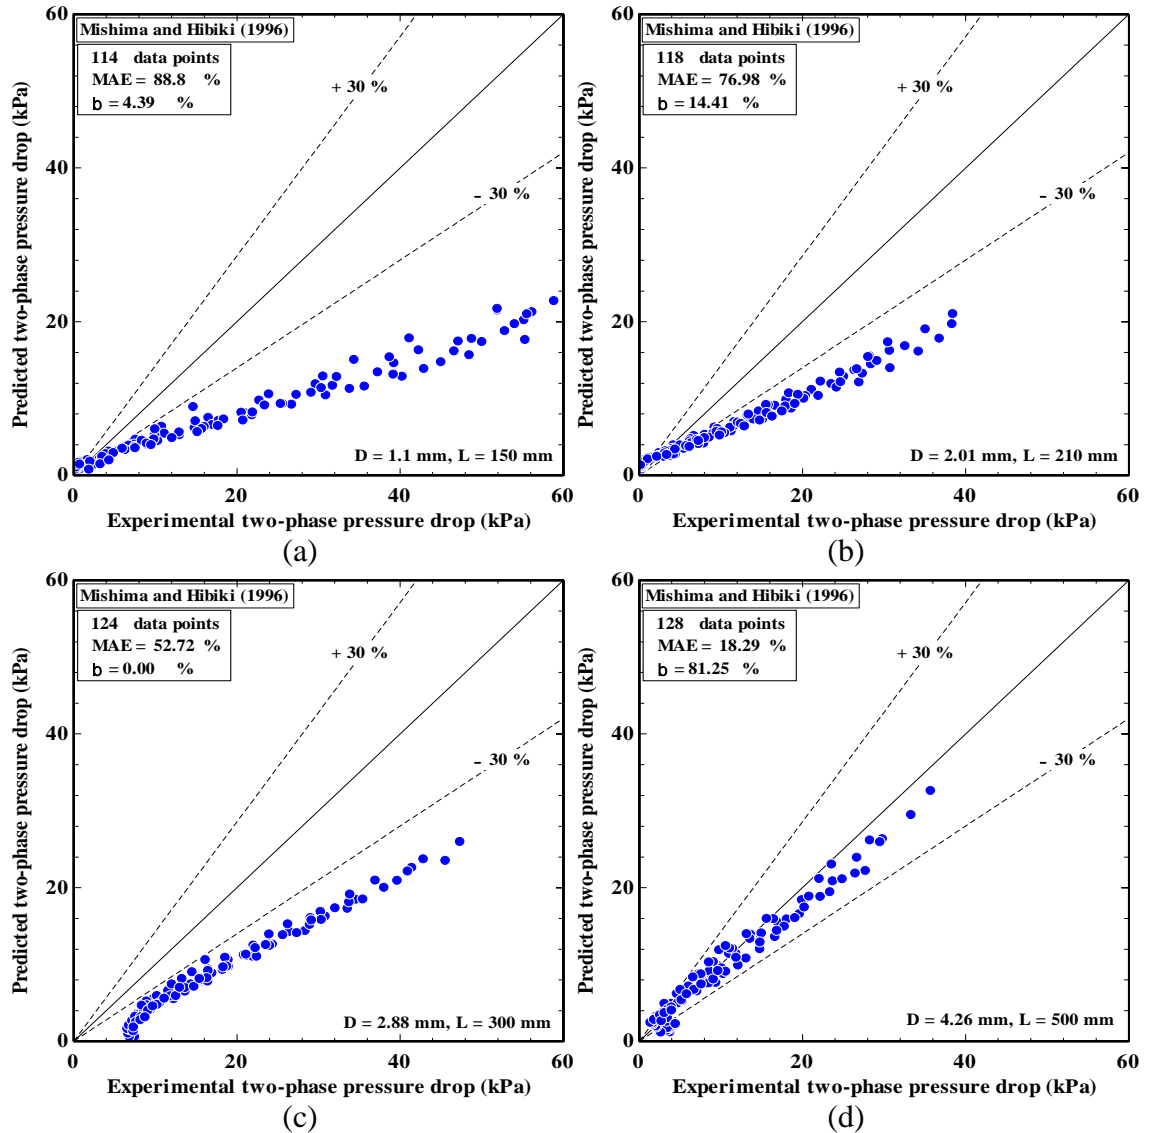 Mishima and Hibiki (1996)
114 data points
MAE = 88.8 %
b = 4.39 %
+ 30 %
- 30 %
D = 1.1 mm, L = 150 mm
Predicted two-phase pressure drop (kPa)
60
40
20
0
0 20 40 60
Experimental two-phase pressure drop (kPa)
(a)
Mishima and Hibiki (1996)
118 data points
MAE = 76.98 %
b = 14.41 %
+ 30 %
- 30 %
D = 2.01 mm, L = 210 mm
Predicted two-phase pressure drop (kPa)
60
40
20
0
0 20 40 60
Experimental two-phase pressure drop (kPa)
(b)
Mishima and Hibiki (1996)
124 data points
MAE = 52.72 %
b = 0.00 %
+ 30 %
- 30 %
D = 2.88 mm, L = 300 mm
Predicted two-phase pressure drop (kPa)
60
40
20
0
0 20 40 60
Experimental two-phase pressure drop (kPa)
(c)
Mishima and Hibiki (1996)
128 data points
MAE = 18.29 %
b = 81.25 %
+ 30 %
- 30 %
D = 4.26 mm, L = 500 mm
Predicted two-phase pressure drop (kPa)
60
40
20
0
0 20 40 60
Experimental two-phase pressure drop (kPa)
(d)